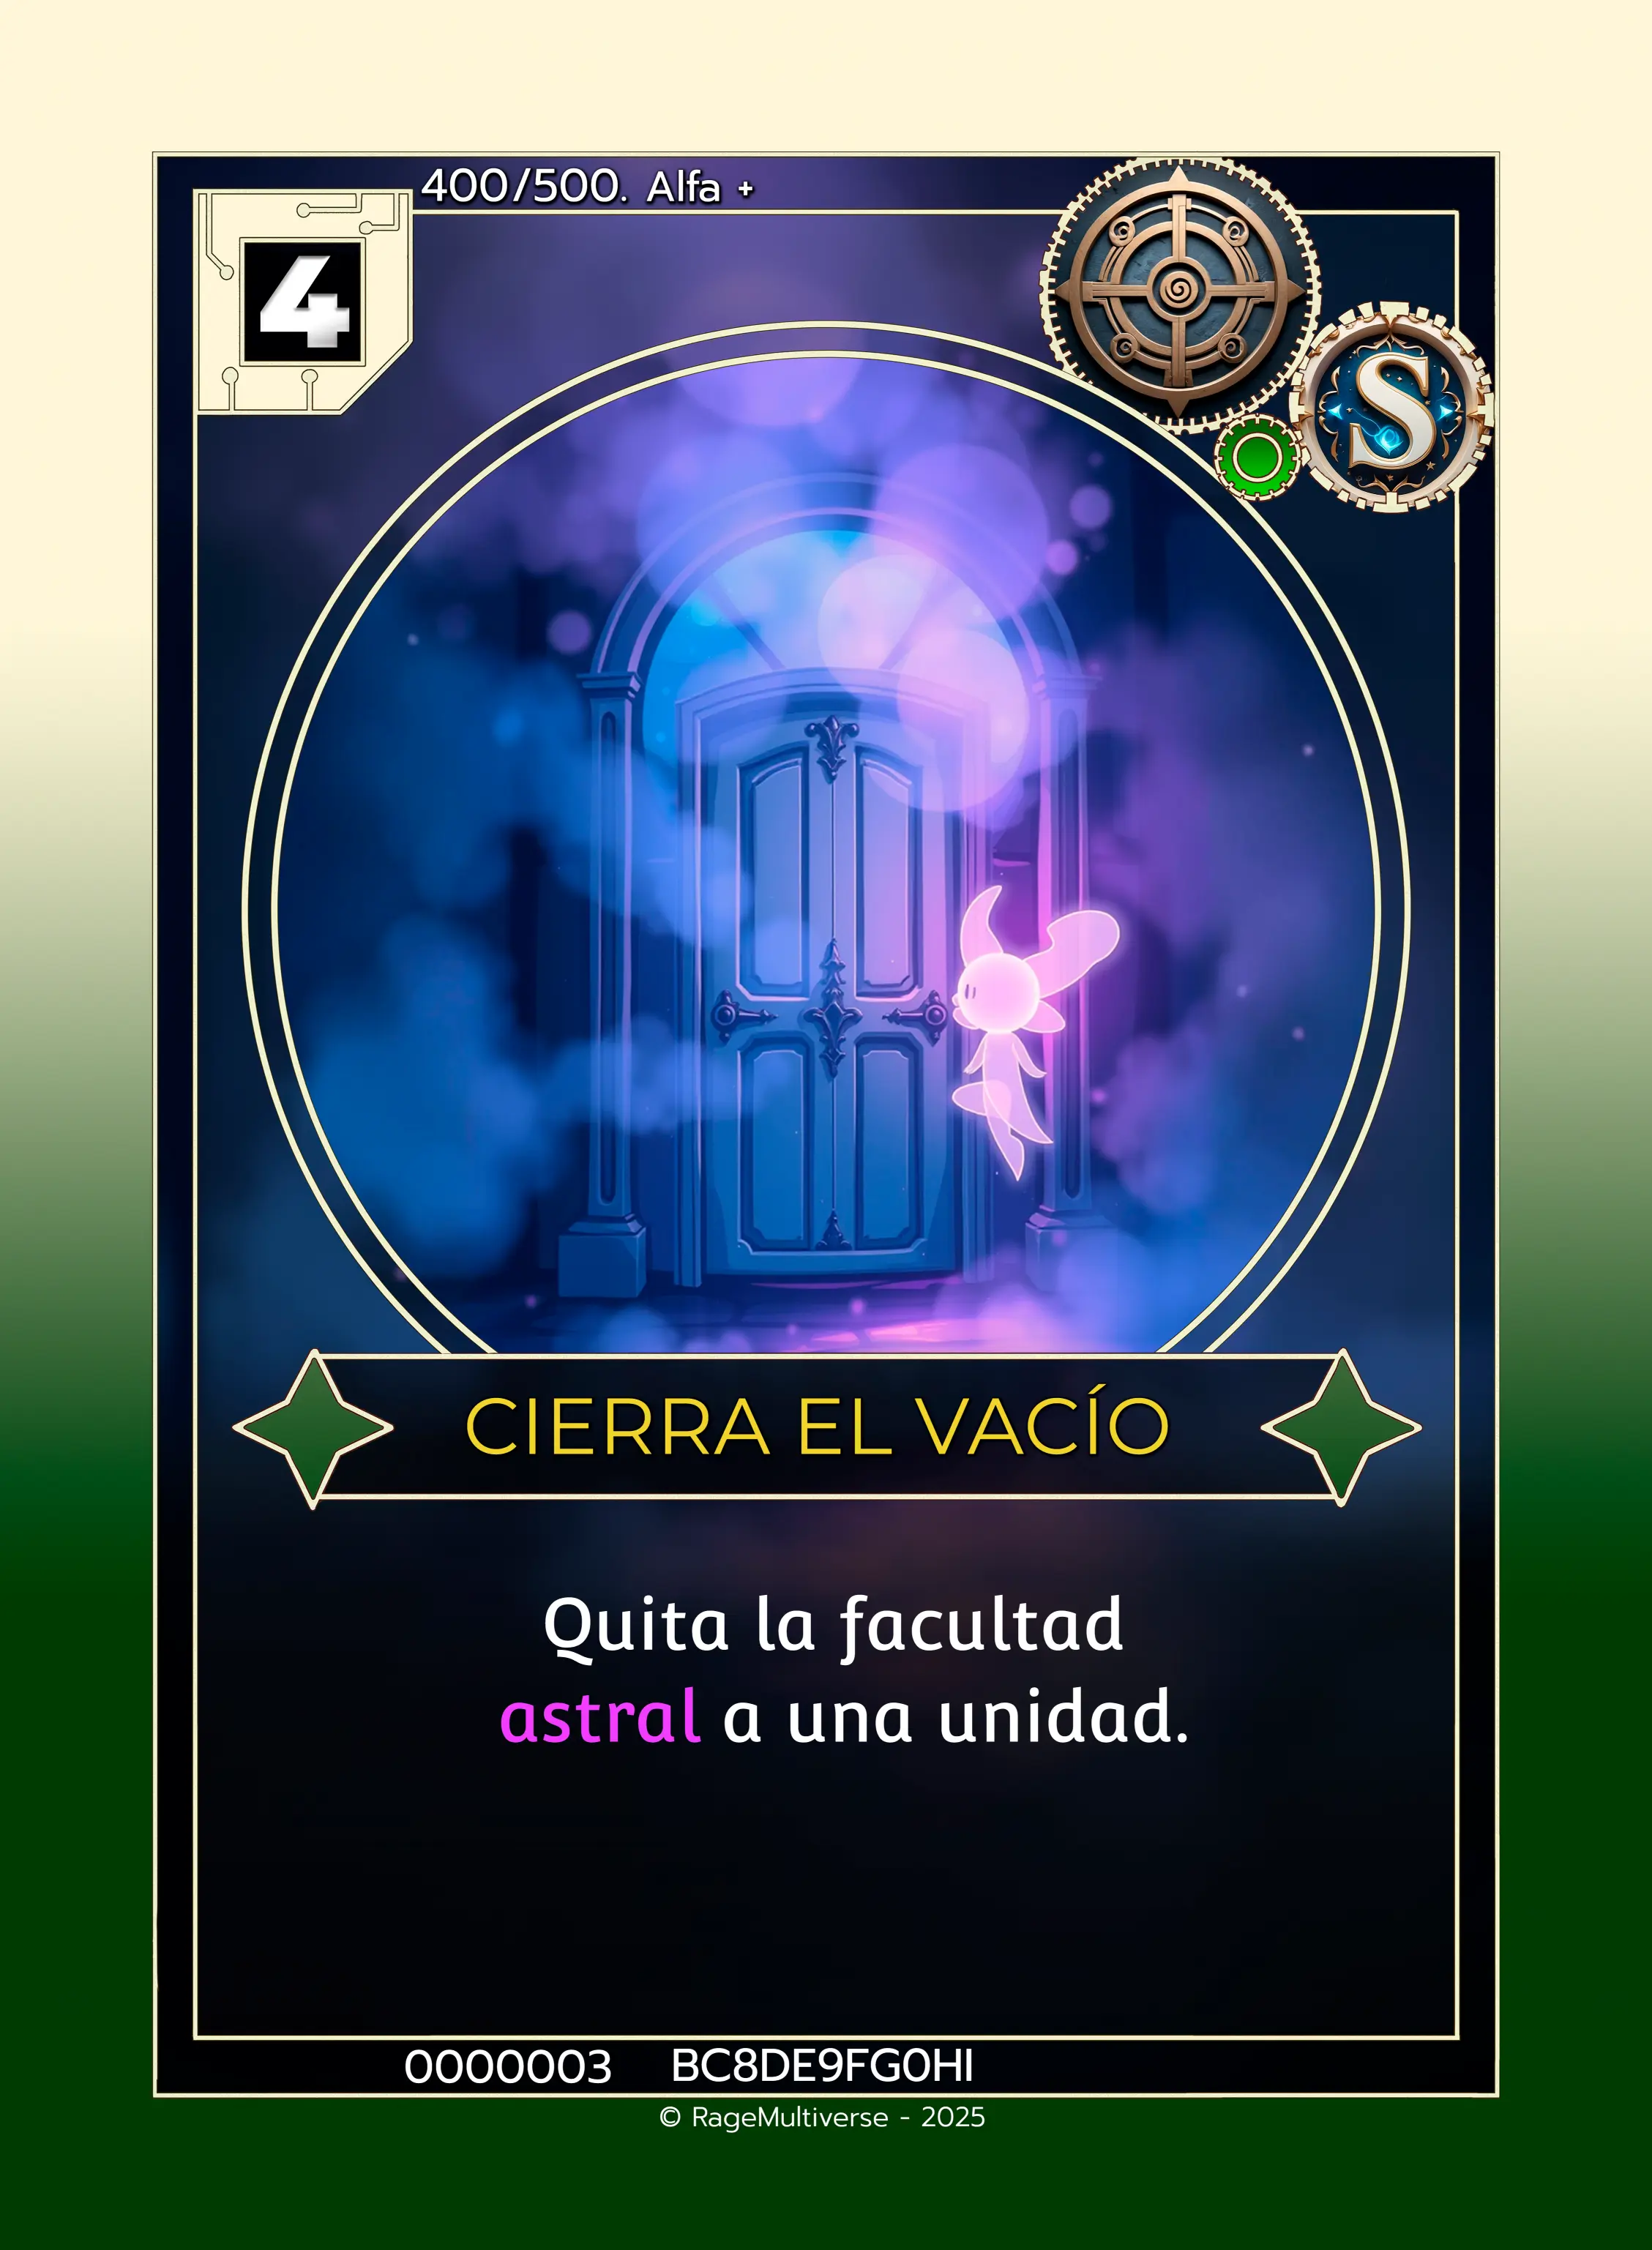 400/500. Alfa +
4
S
CIERRA EL VACÍO
Quita la facultad
astral a una unidad.
0000003 BC8DE9FG0HI
© RageMultiverse - 2025